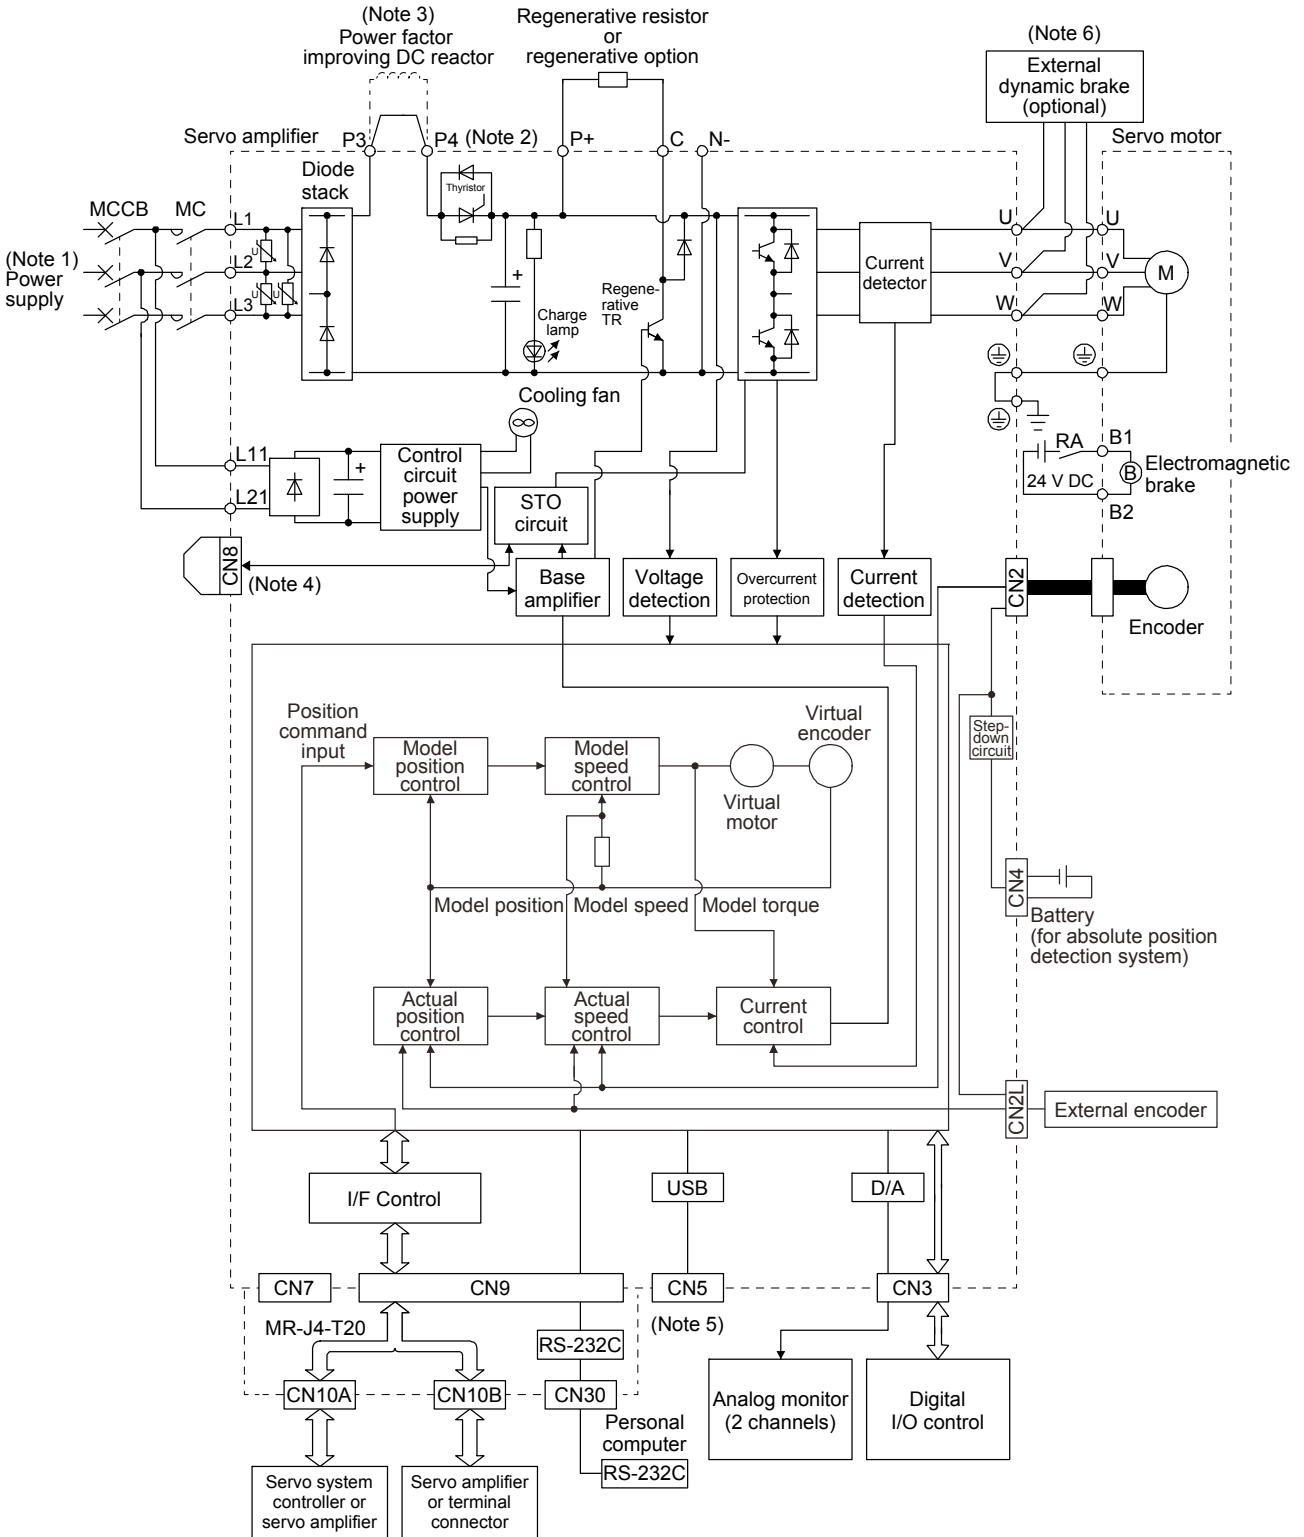 (Note 3)
Power factor
improving DC reactor
Regenerative resistor
or
regenerative option
(Note 6)
External
dynamic brake
(optional)
Servo amplifier
P3
P4
(Note 2)
P+
C
N-
Servo motor
Diode
stack
Thyristor
MCCB
MC
L1
U
U
(Note 1)
Power
supply
L2
U
V
V
M
Current
detector
+
Regene-
rative
TR
L3
U
U
W
W
Charge
lamp
Cooling fan
L11
+
Control
circuit
power
supply
RA
B1
24 V DC
B
Electromagnetic
brake
L21
STO
circuit
B2
CN8
(Note 4)
Base
amplifier
Voltage
detection
Overcurrent
protection
Current
detection
CN2
Encoder
Position
command
input
Virtual
encoder
Model
position
control
Model
speed
control
Step-
down
circuit
Virtual
motor
CN4
Model position
Model speed
Model torque
Battery
(for absolute position
detection system)
Actual
position
control
Actual
speed
control
Current
control
CN2L
External encoder
I/F Control
USB
D/A
CN7
CN9
CN5
CN3
MR-J4-T20
(Note 5)
RS-232C
CN10A
CN10B
CN30
Analog monitor
(2 channels)
Digital
I/O control
Personal
computer
RS-232C
Servo system
controller or
servo amplifier
Servo amplifier
or terminal
connector